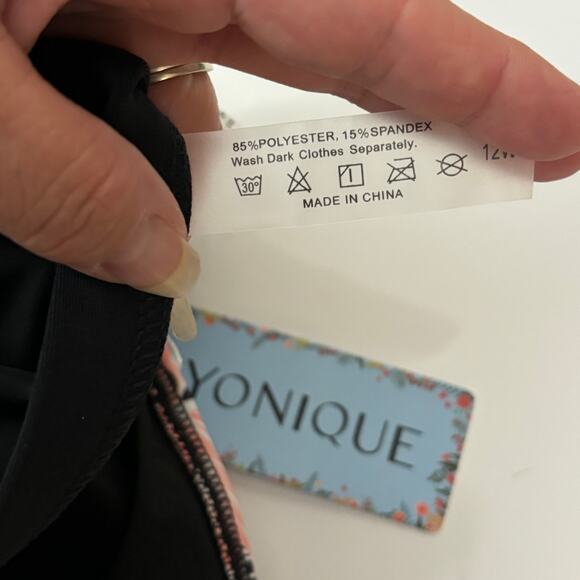 85%POLYESTER, 15%SPANDEX
Wash Dark Clothes Separately.
30°
MADE IN CHINA
YONIQUE